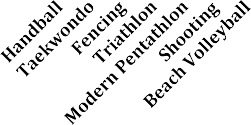 Handball
Taekwondo
Fencing
Triathlon
Modern Pentathlon
Shooting
Beach Volleyball